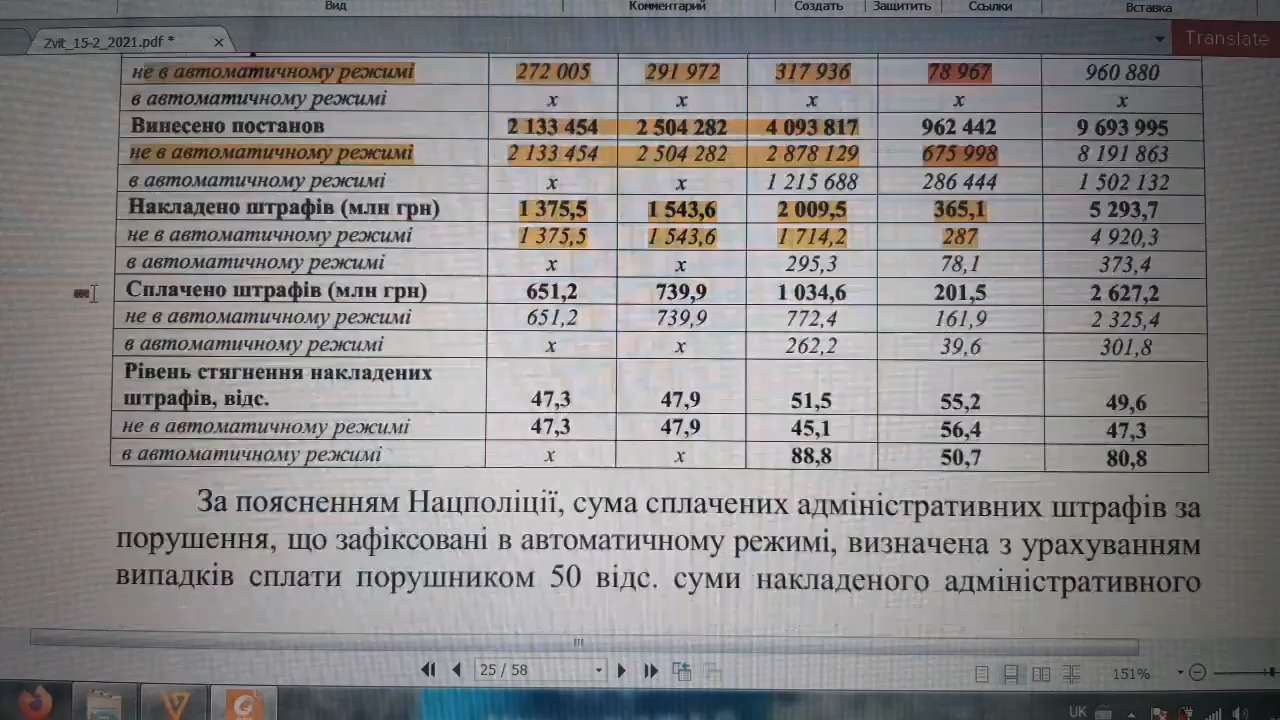 Вид Комментарий Создать Защитить Ссылки Вставка
Zvit_15-2_2021.pdf *
Translate
не в автоматичному режимі 272 005 291 972 317 936 78 967 960 880
в автоматичному режимі x x x x x
Винесено постанов 2 133 454 2 504 282 4 093 817 962 442 9 693 995
не в автоматичному режимі 2 133 454 2 504 282 2 878 129 675 998 8 191 863
в автоматичному режимі x x 1 215 688 286 444 1 502 132
Накладено штрафів (млн грн) 1 375,5 1 543,6 2 009,5 365,1 5 293,7
не в автоматичному режимі 1 375,5 1 543,6 1 714,2 287 4 920,3
в автоматичному режимі x x 295,3 78,1 373,4
Сплачено штрафів (млн грн) 651,2 739,9 1 034,6 201,5 2 627,2
не в автоматичному режимі 651,2 739,9 772,4 161,9 2 325,4
в автоматичному режимі x x 262,2 39,6 301,8
Рівень стягнення накладених
штрафів, відс. 47,3 47,9 51,5 55,2 49,6
не в автоматичному режимі 47,3 47,9 45,1 56,4 47,3
в автоматичному режимі x x 88,8 50,7 80,8
За поясненням Нацполіції, сума сплачених адміністративних штрафів за
порушення, що зафіксовані в автоматичному режимі, визначена з урахуванням
випадків сплати порушником 50 відс. суми накладеного адміністративного
25 / 58
151%
UK